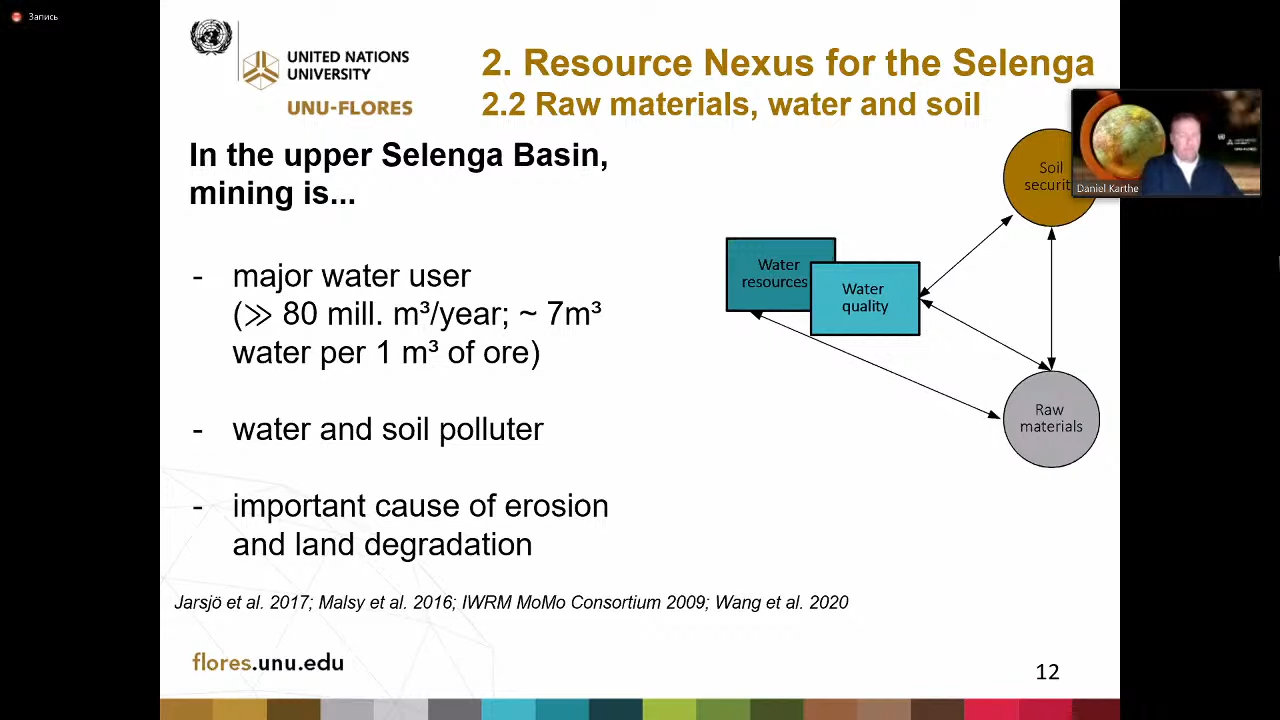 Запись
UNITED NATIONS
UNIVERSITY
UNU-FLORES
2. Resource Nexus for the Selenga
2.2 Raw materials, water and soil
In the upper Selenga Basin,
mining is...
- major water user
(≫ 80 mill. m³/year; ~ 7m³
water per 1 m³ of ore)
- water and soil polluter
- important cause of erosion
and land degradation
Soil
securit
Daniel Karthe
Water
resources
Water
quality
Raw
materials
Jarsjö et al. 2017; Malsy et al. 2016; IWRM MoMo Consortium 2009; Wang et al. 2020
flores.unu.edu
12